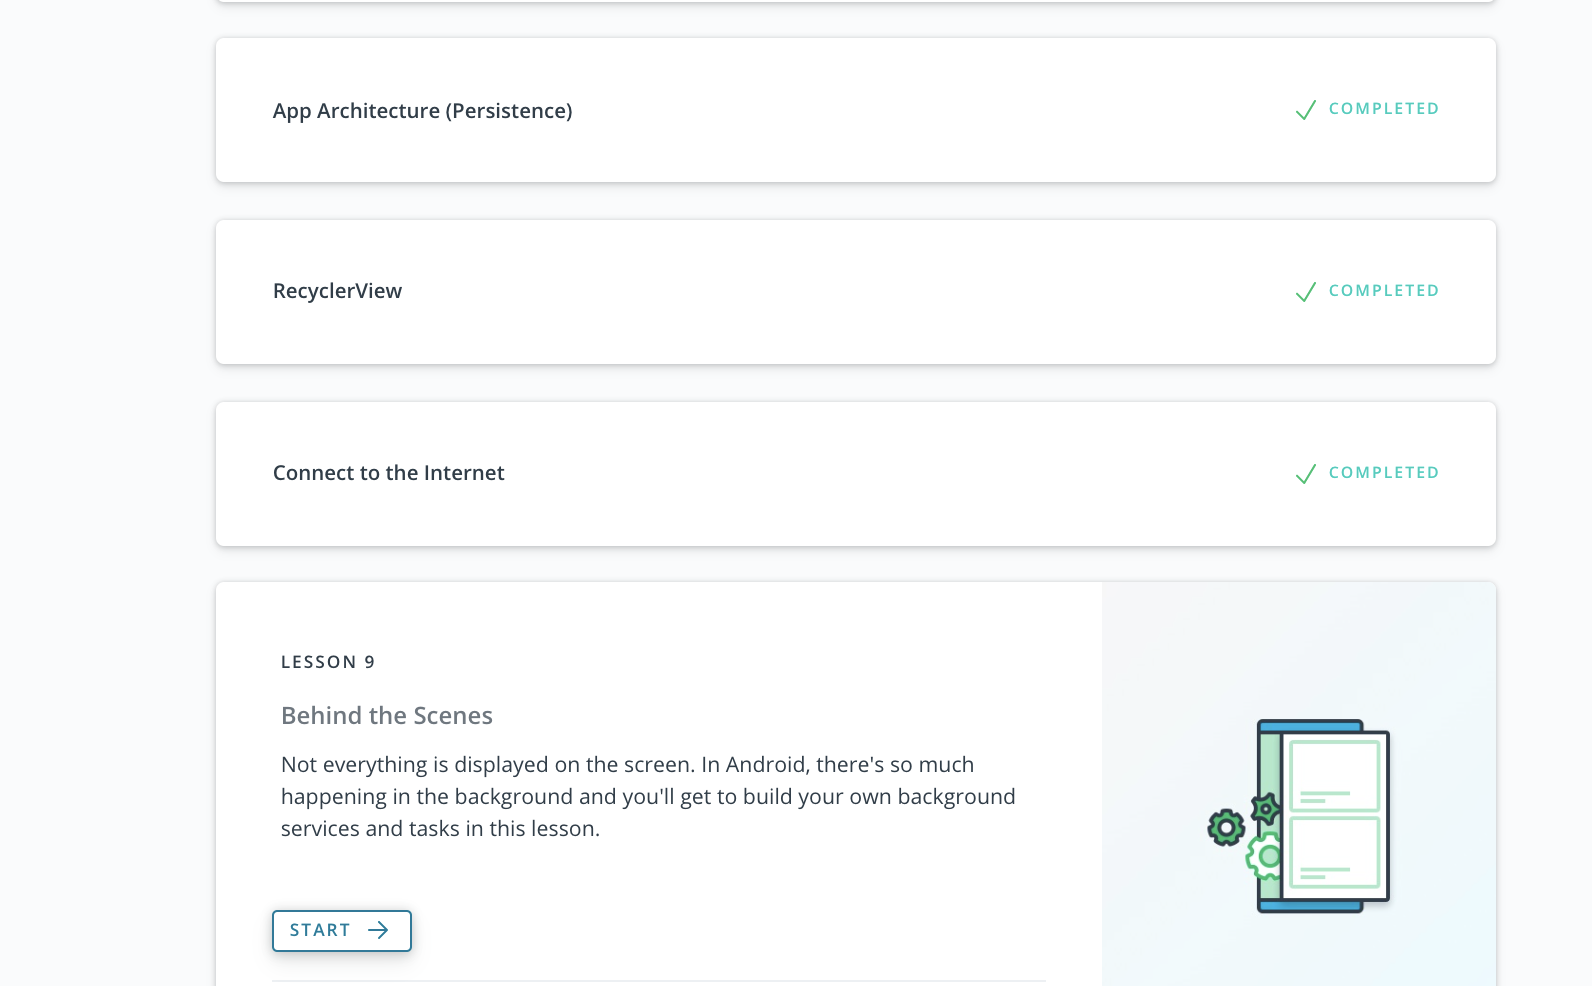 App Architecture (Persistence)
COMPLETED
RecyclerView
COMPLETED
Connect to the Internet
COMPLETED
LESSON 9
Behind the Scenes
Not everything is displayed on the screen. In Android, there's so much
happening in the background and you'll get to build your own background
services and tasks in this lesson.
START